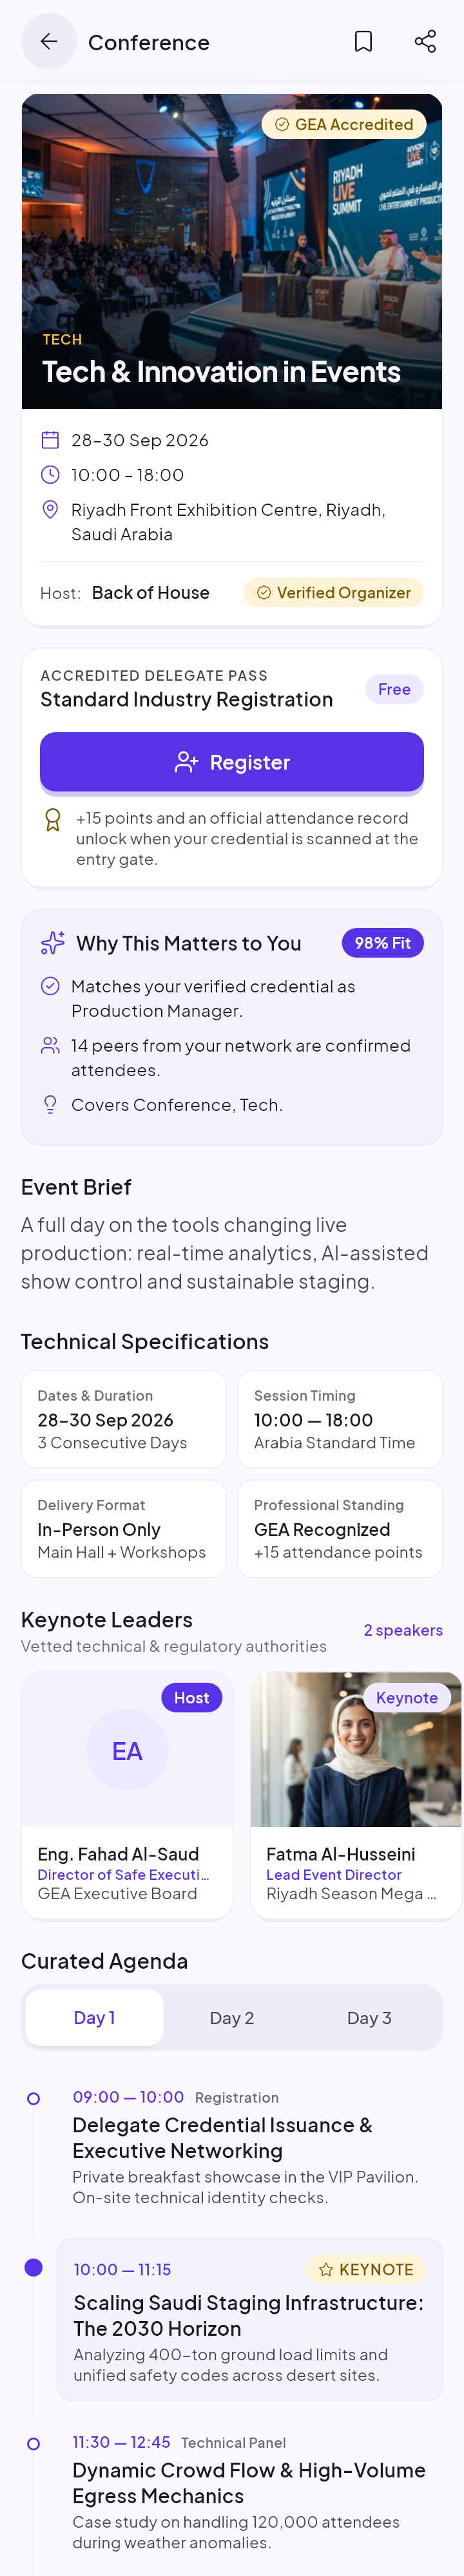 Conference
GEA Accredited
RIYADH
LIVE
SUMMIT
RIYADH
LIVE
SUMMIT
LIVE ENTERTAINMENT PRODUCTI
TECH
Tech & Innovation in Events
28–30 Sep 2026
10:00 – 18:00
Riyadh Front Exhibition Centre, Riyadh,
Saudi Arabia
Host: Back of House
Verified Organizer
ACCREDITED DELEGATE PASS
Standard Industry Registration
Free
Register
+15 points and an official attendance record
unlock when your credential is scanned at the
entry gate.
Why This Matters to You
98% Fit
Matches your verified credential as
Production Manager.
14 peers from your network are confirmed
attendees.
Covers Conference, Tech.
Event Brief
A full day on the tools changing live
production: real-time analytics, AI-assisted
show control and sustainable staging.
Technical Specifications
Dates & Duration
28–30 Sep 2026
3 Consecutive Days
Session Timing
10:00 — 18:00
Arabia Standard Time
Delivery Format
In-Person Only
Main Hall + Workshops
Professional Standing
GEA Recognized
+15 attendance points
Keynote Leaders
Vetted technical & regulatory authorities
2 speakers
Host
EA
Eng. Fahad Al-Saud
Director of Safe Executi...
GEA Executive Board
Keynote
Fatma Al-Husseini
Lead Event Director
Riyadh Season Mega ...
Curated Agenda
Day 1
Day 2
Day 3
09:00 — 10:00 Registration
Delegate Credential Issuance &
Executive Networking
Private breakfast showcase in the VIP Pavilion.
On-site technical identity checks.
10:00 — 11:15
KEYNOTE
Scaling Saudi Staging Infrastructure:
The 2030 Horizon
Analyzing 400-ton ground load limits and
unified safety codes across desert sites.
11:30 — 12:45 Technical Panel
Dynamic Crowd Flow & High-Volume
Egress Mechanics
Case study on handling 120,000 attendees
during weather anomalies.